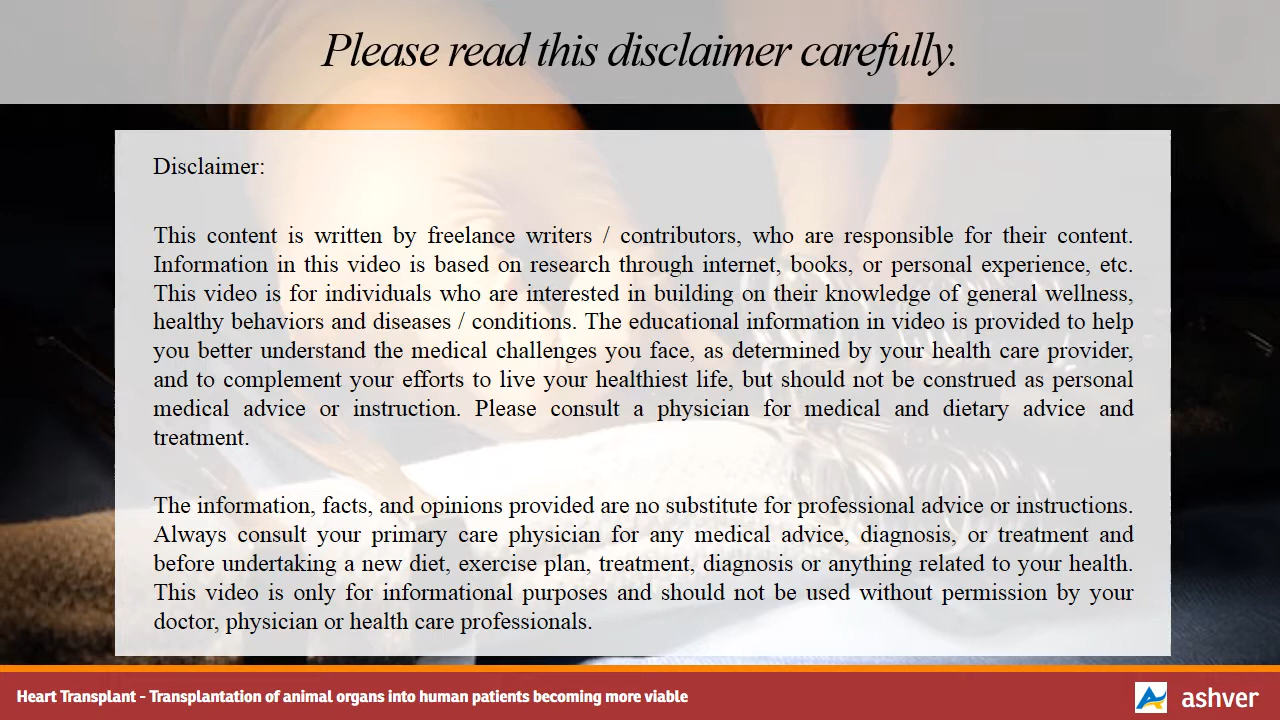 Please read this disclaimer carefully.
Disclaimer:
This content is written by freelance writers / contributors, who are responsible for their content.
Information in this video is based on research through internet, books, or personal experience, etc.
This video is for individuals who are interested in building on their knowledge of general wellness,
healthy behaviors and diseases / conditions. The educational information in video is provided to help
you better understand the medical challenges you face, as determined by your health care provider,
and to complement your efforts to live your healthiest life, but should not be construed as personal
medical advice or instruction. Please consult a physician for medical and dietary advice and
treatment.
The information, facts, and opinions provided are no substitute for professional advice or instructions.
Always consult your primary care physician for any medical advice, diagnosis, or treatment and
before undertaking a new diet, exercise plan, treatment, diagnosis or anything related to your health.
This video is only for informational purposes and should not be used without permission by your
doctor, physician or health care professionals.
Heart Transplant - Transplantation of animal organs into human patients becoming more viable
ashver